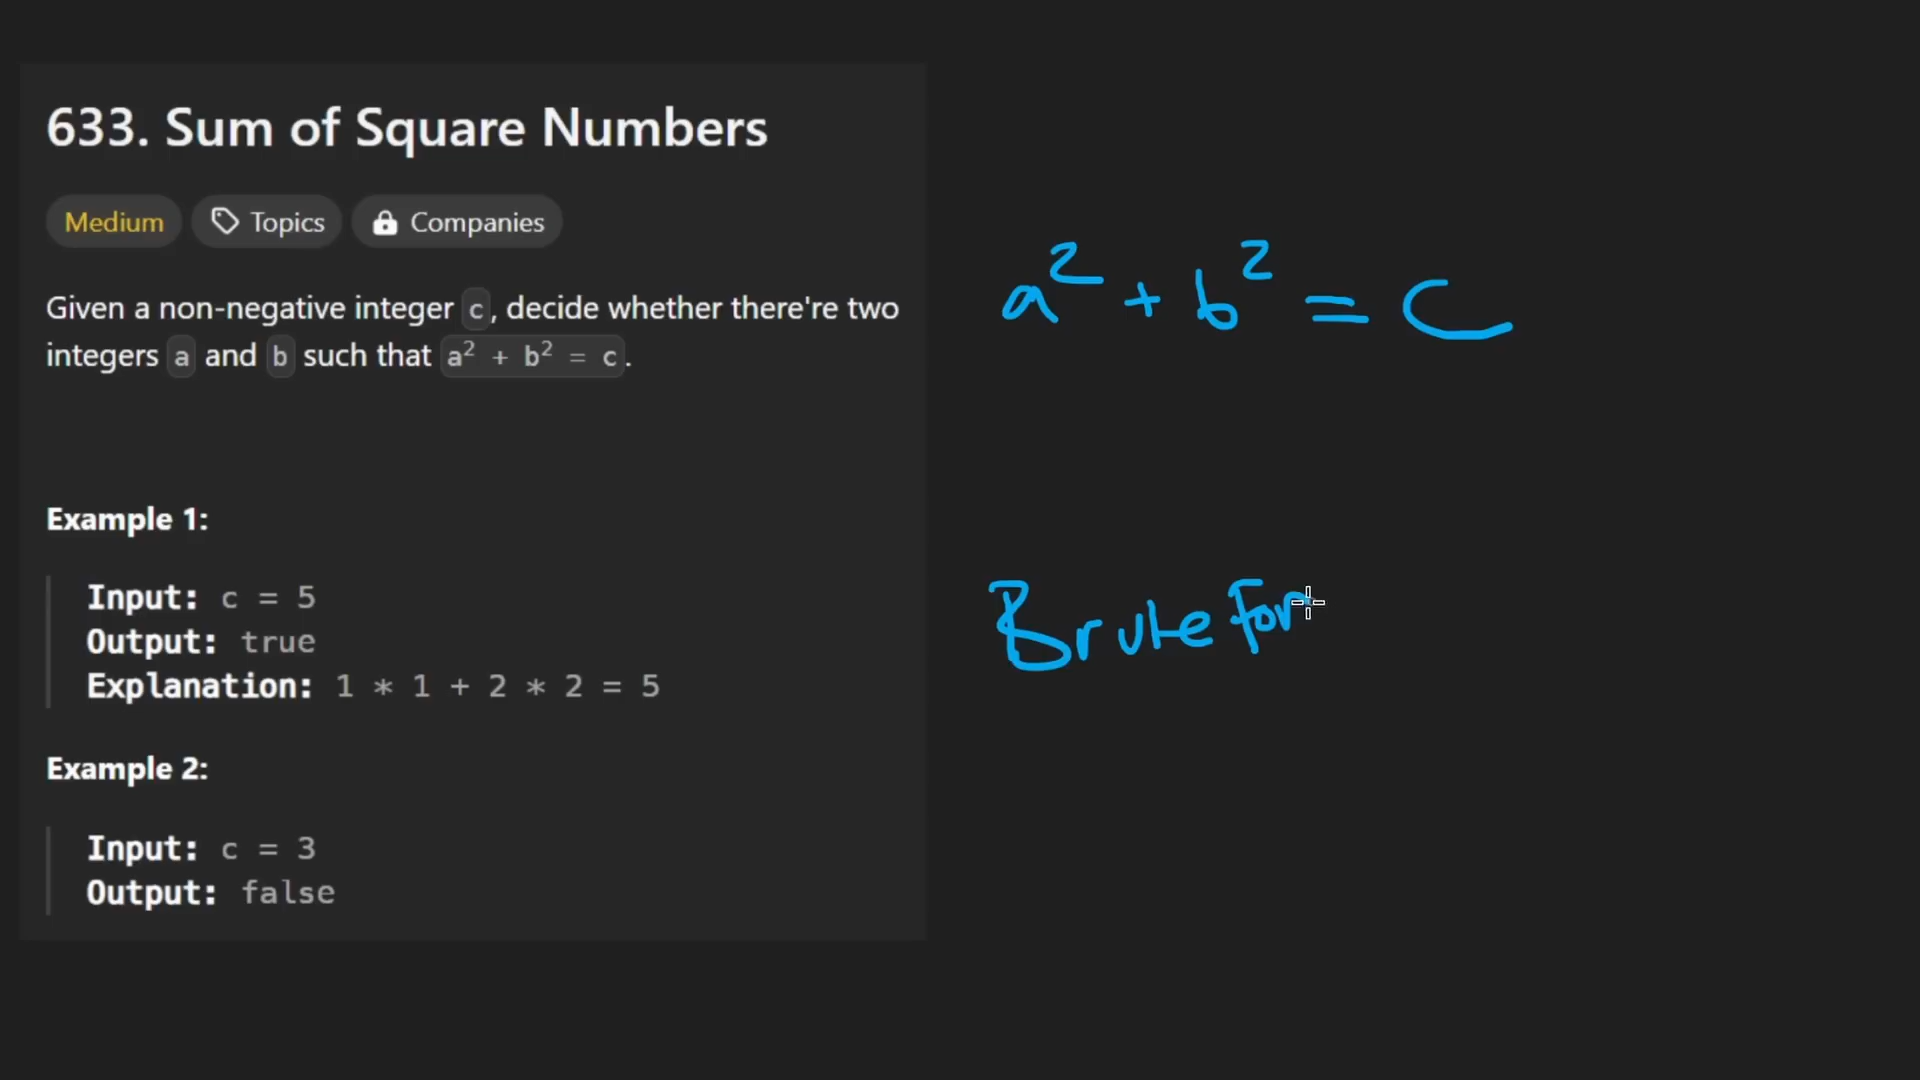 633. Sum of Square Numbers
Medium Topics Companies
Given a non-negative integer c, decide whether there're two
integers a and b such that a² + b² = c.
Example 1:
Input: c = 5
Output: true
Explanation: 1 * 1 + 2 * 2 = 5
Example 2:
Input: c = 3
Output: false
a² + b² = C
Brute For